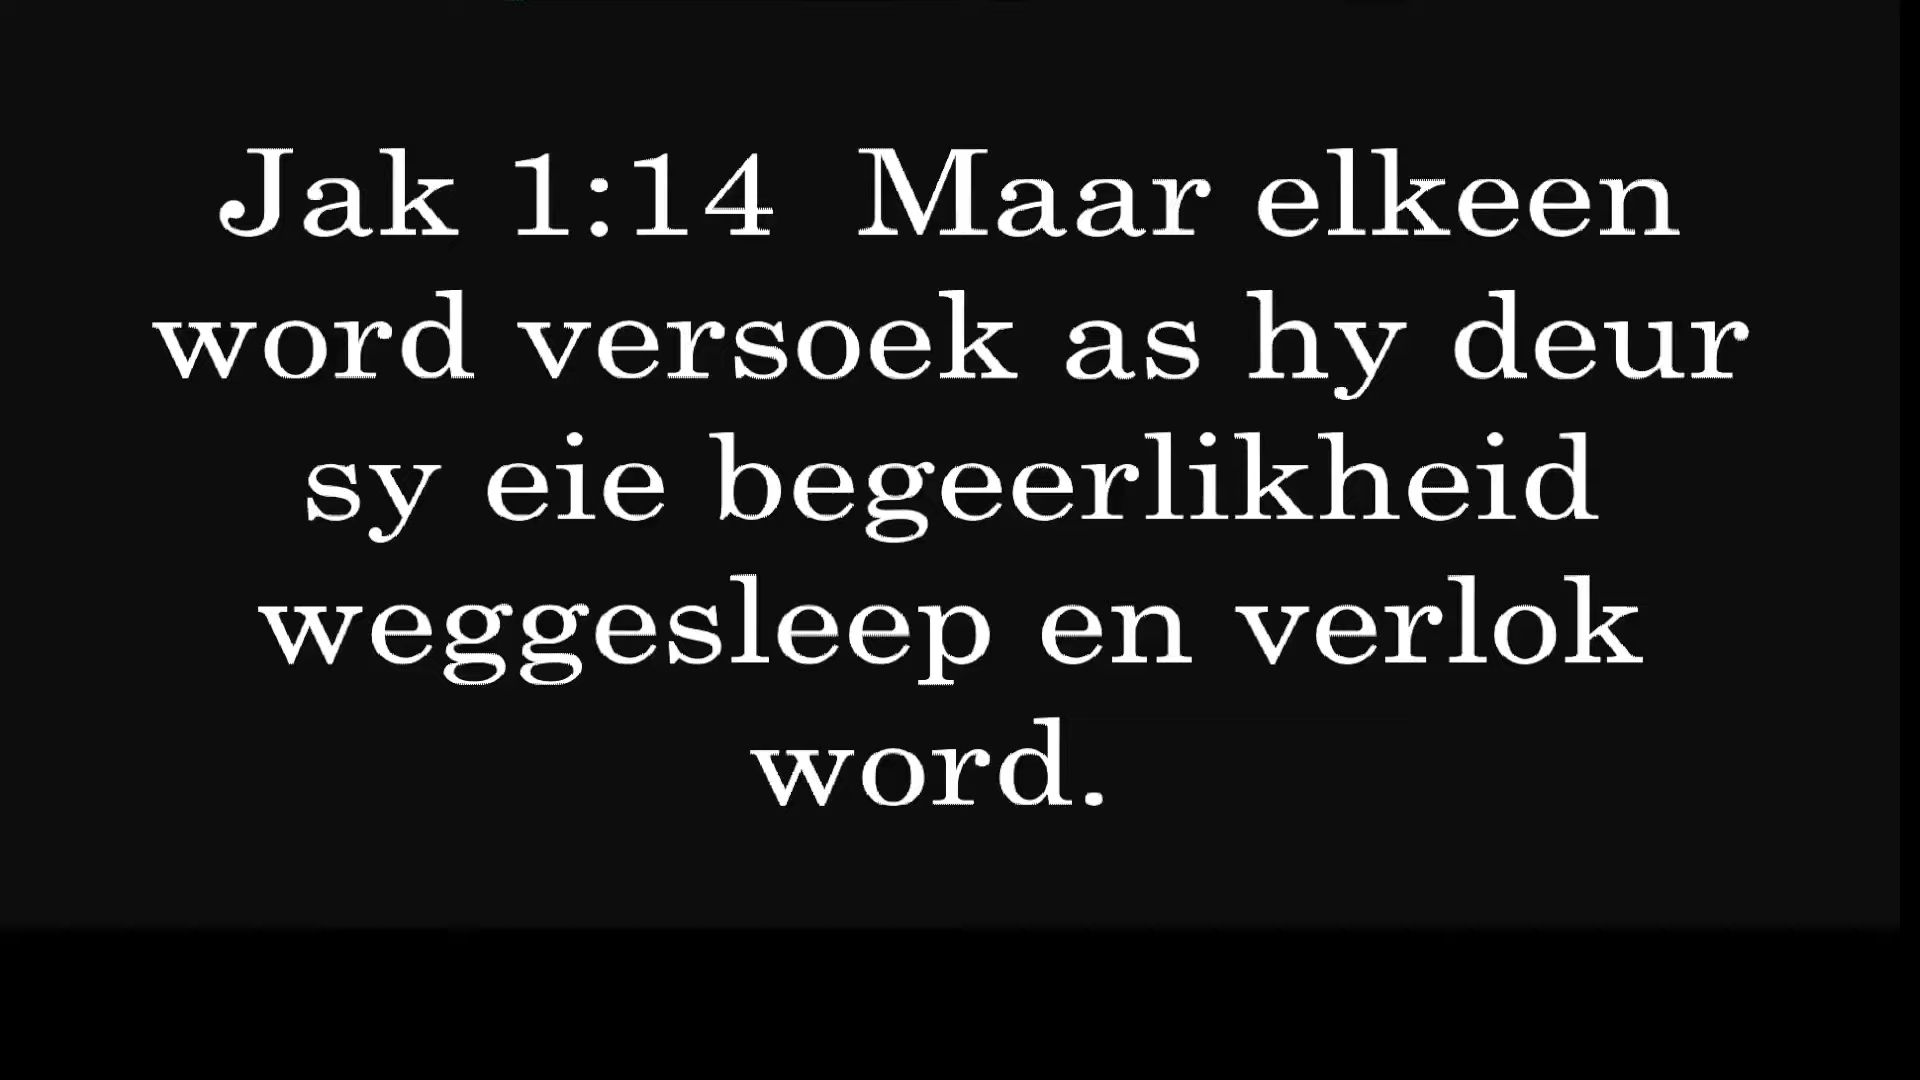 Jak 1:14  Maar elkeen
word versoek as hy deur
sy eie begeerlikheid
weggesleep en verlok
word.